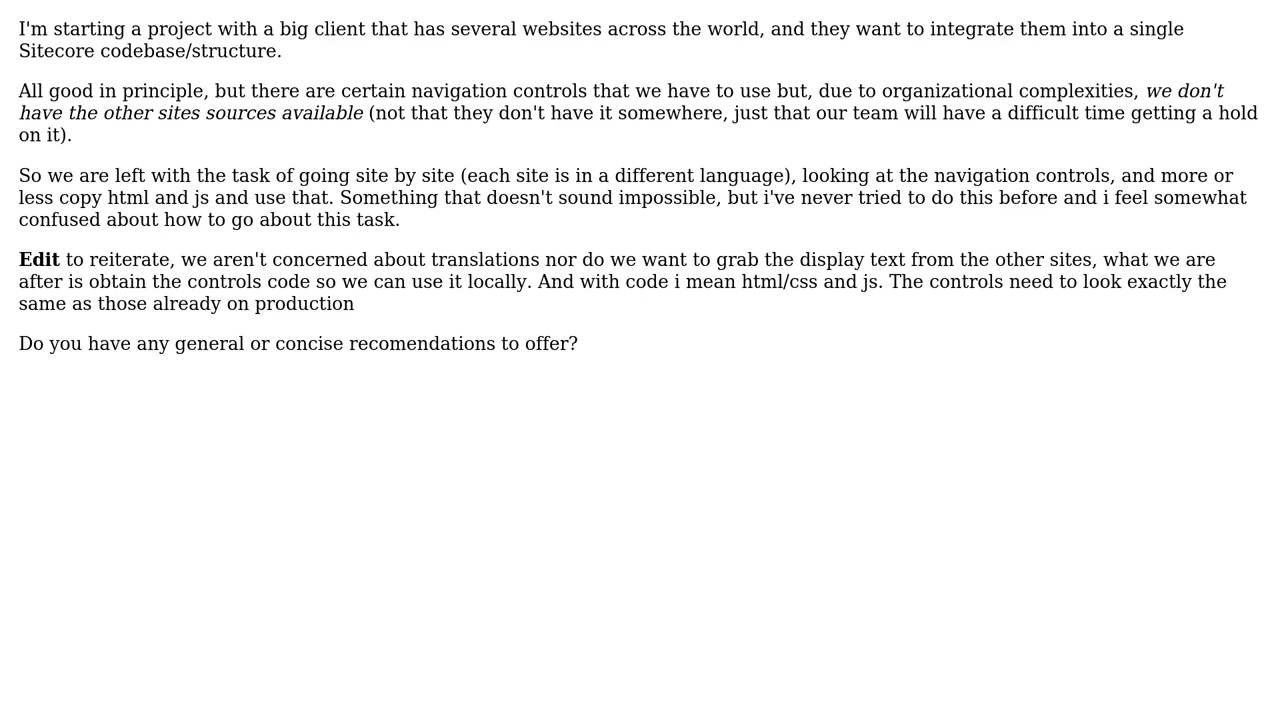 I'm starting a project with a big client that has several websites across the world, and they want to integrate them into a single
Sitecore codebase/structure.
All good in principle, but there are certain navigation controls that we have to use but, due to organizational complexities, we don't
have the other sites sources available (not that they don't have it somewhere, just that our team will have a difficult time getting a hold
on it).
So we are left with the task of going site by site (each site is in a different language), looking at the navigation controls, and more or
less copy html and js and use that. Something that doesn't sound impossible, but i've never tried to do this before and i feel somewhat
confused about how to go about this task.
Edit to reiterate, we aren't concerned about translations nor do we want to grab the display text from the other sites, what we are
after is obtain the controls code so we can use it locally. And with code i mean html/css and js. The controls need to look exactly the
same as those already on production
Do you have any general or concise recomendations to offer?